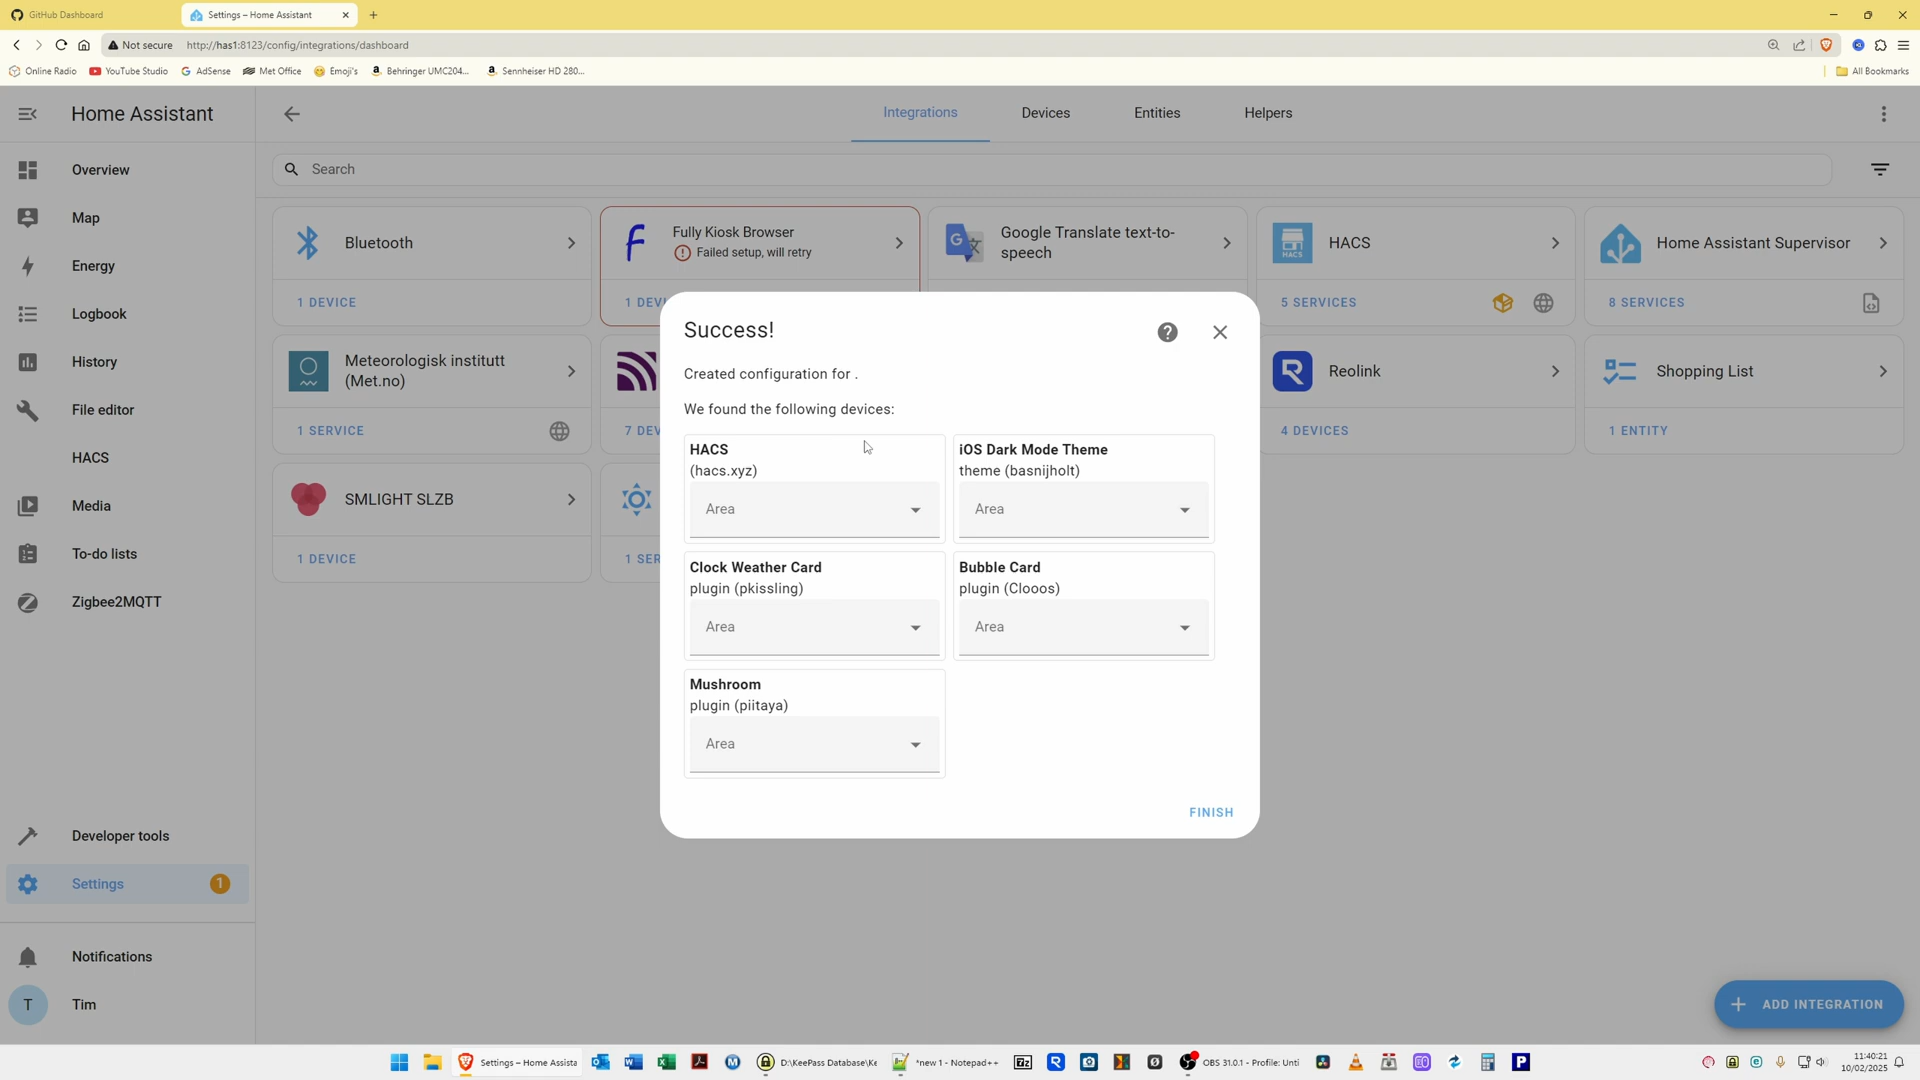 GitHub Dashboard
Settings – Home Assistant
Not secure
http://has1:8123/config/integrations/dashboard
Online Radio
YouTube Studio
AdSense
Met Office
Emoji's
Behringer UMC204...
Sennheiser HD 280...
All Bookmarks
Home Assistant
Integrations
Devices
Entities
Helpers
Search
Overview
Map
Energy
Logbook
History
File editor
HACS
Media
To-do lists
Zigbee2MQTT
Developer tools
Settings
1
Notifications
T
Tim
Bluetooth
1 DEVICE
Fully Kiosk Browser
Failed setup, will retry
1 DEVI
Google Translate text-to-
speech
HACS
HACS
5 SERVICES
Home Assistant Supervisor
8 SERVICES
Meteorologisk institutt
(Met.no)
1 SERVICE
7 DEV
Reolink
4 DEVICES
Shopping List
1 ENTITY
SMLIGHT SLZB
1 DEVICE
1 SER
Success!
Created configuration for .
We found the following devices:
HACS
(hacs.xyz)
Area
iOS Dark Mode Theme
theme (basnijholt)
Area
Clock Weather Card
plugin (pkissling)
Area
Bubble Card
plugin (Clooos)
Area
Mushroom
plugin (piitaya)
Area
FINISH
ADD INTEGRATION
Settings – Home Assista
D:\KeePass Database\Ke
*new 1 - Notepad++
OBS 31.0.1 - Profile: Unti
11:40:21
10/02/2025